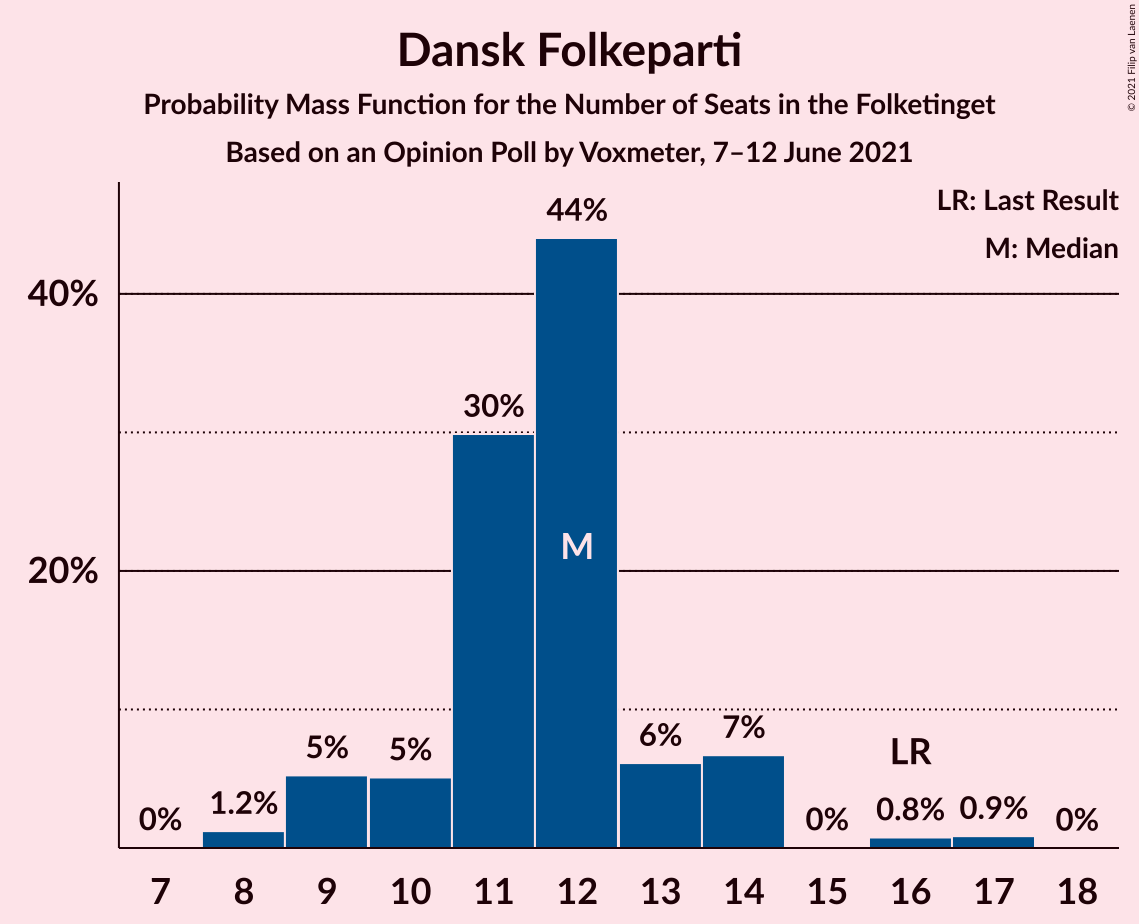 Dansk Folkeparti
Probability Mass Function for the Number of Seats in the Folketinget
Based on an Opinion Poll by Voxmeter, 7–12 June 2021
© 2021 Filip van Laenen
LR: Last Result
M: Median
40%
20%
0%
1.2%
5%
5%
30%
44%
M
6%
7%
0%
LR
0.8%
0.9%
0%
7 8 9 10 11 12 13 14 15 16 17 18